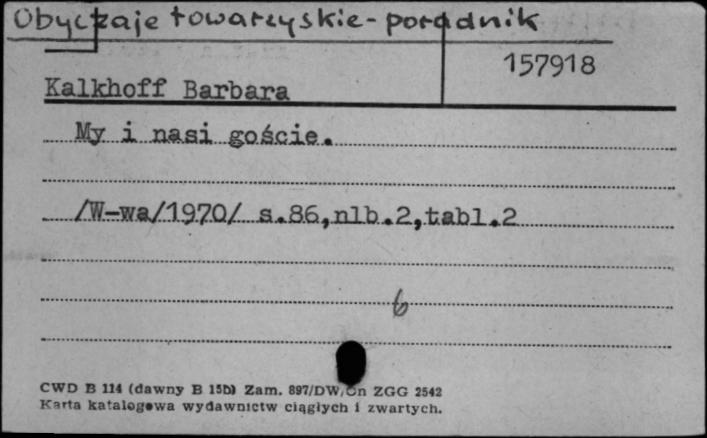 Obyczaje towarzyskie - poradnik
157918
Kalkhoff Barbara
My i nasi goście.
/W-wa/1970/ s.86,nlb.2,tabl.2
6
CWD B 114 (dawny B 15b) Zam. 897/DW/Dn ZGG 2542
Karta katalogowa wydawnictw ciągłych i zwartych.